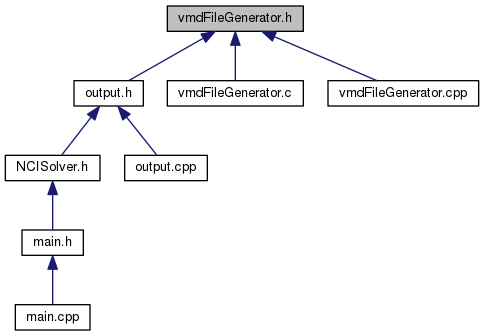 vmdFileGenerator.h
output.h
vmdFileGenerator.c
vmdFileGenerator.cpp
NCISolver.h
output.cpp
main.h
main.cpp